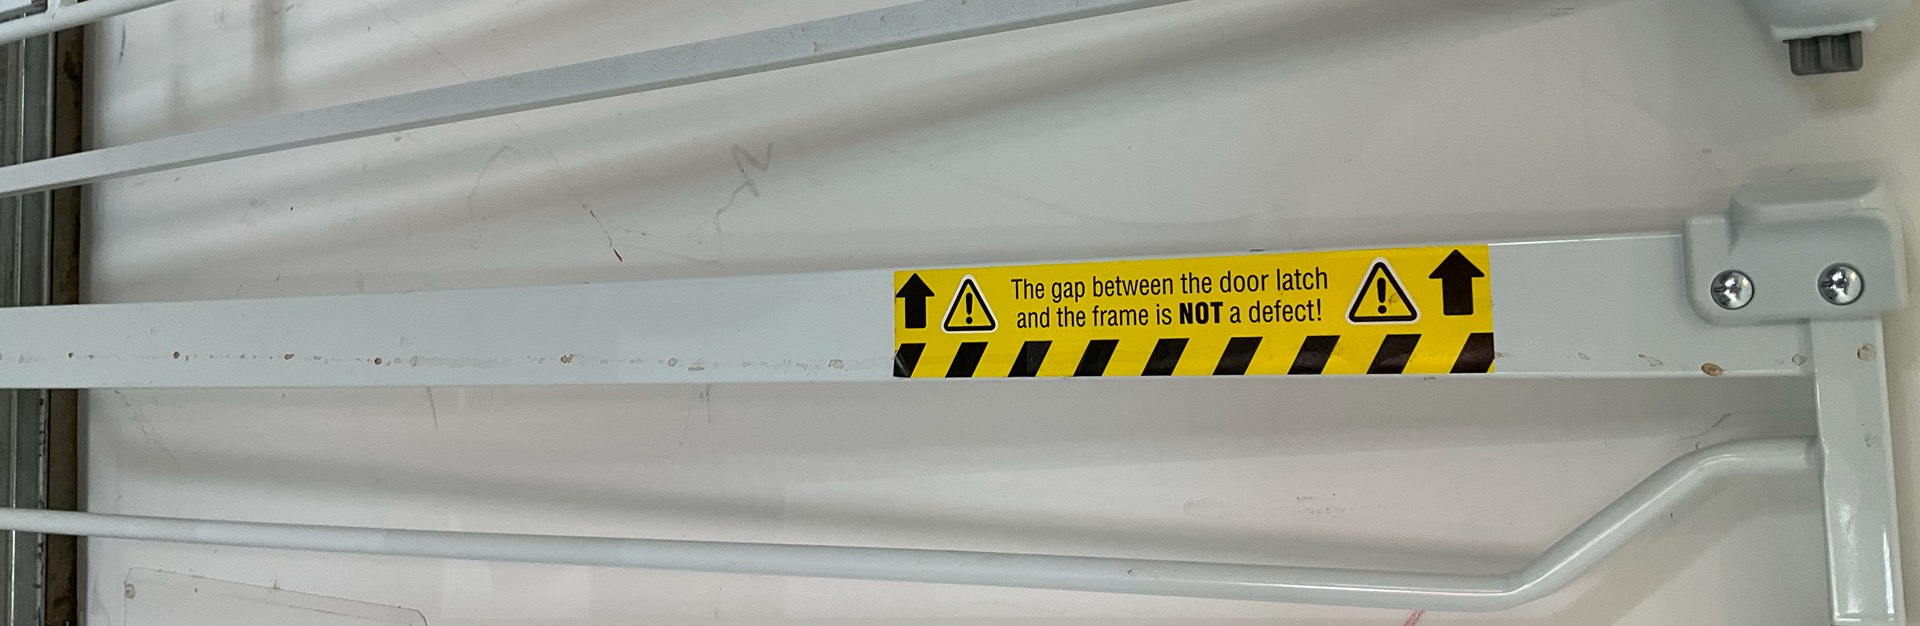 The gap between the door latch
and the frame is NOT a defect!